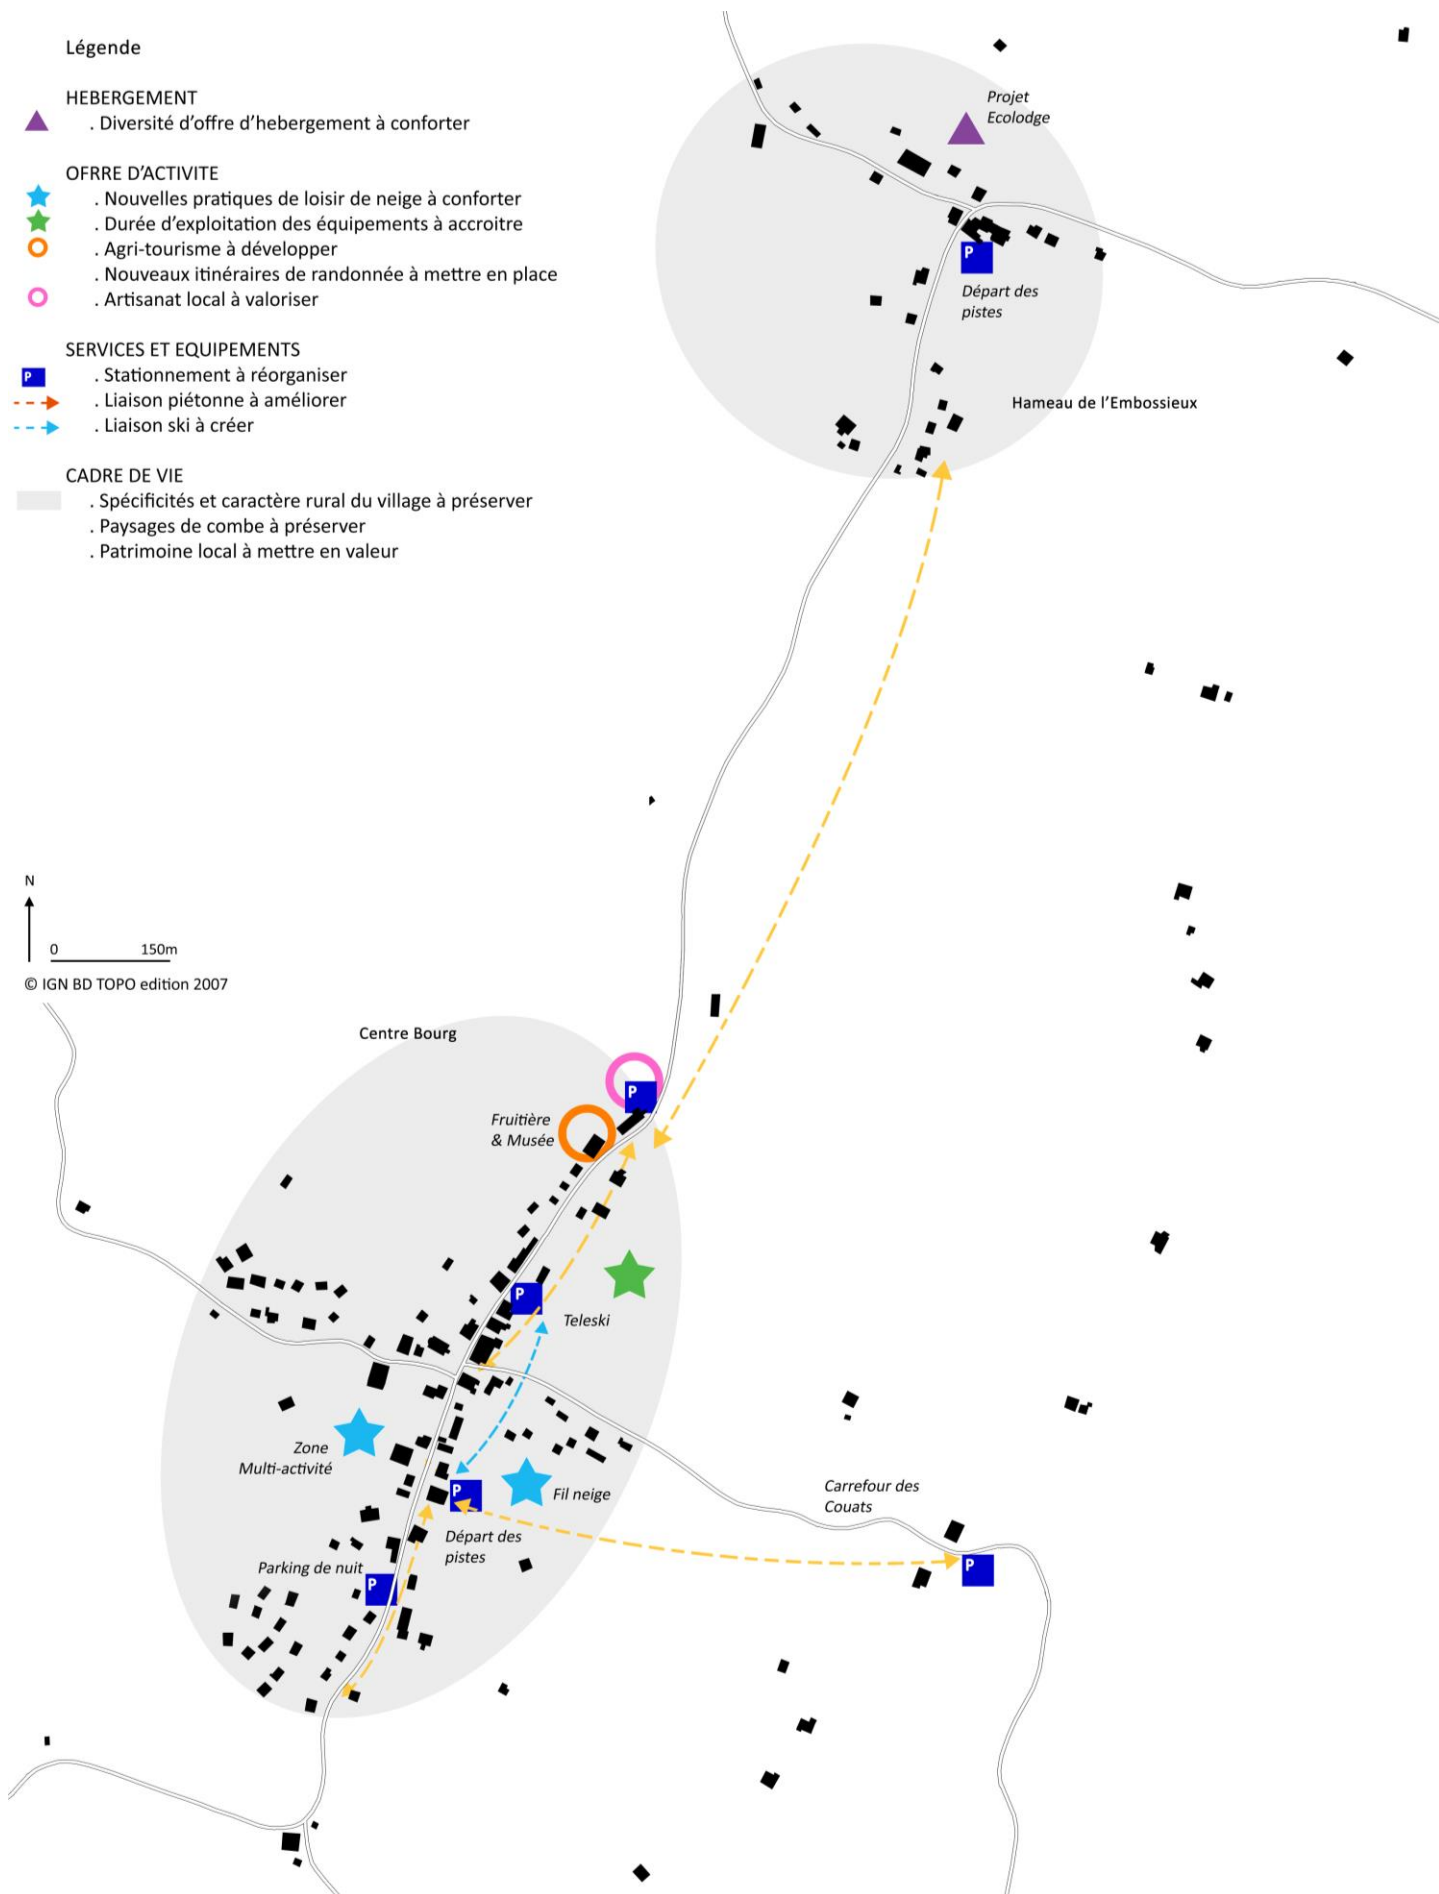 Légende
HEBERGEMENT
. Diversité d'offre d'hebergement à conforter
OFRRE D'ACTIVITE
. Nouvelles pratiques de loisir de neige à conforter
. Durée d'exploitation des équipements à accroitre
. Agri-tourisme à développer
. Nouveaux itinéraires de randonnée à mettre en place
. Artisanat local à valoriser
SERVICES ET EQUIPEMENTS
P . Stationnement à réorganiser
. Liaison piétonne à améliorer
. Liaison ski à créer
CADRE DE VIE
. Spécificités et caractère rural du village à préserver
. Paysages de combe à préserver
. Patrimoine local à mettre en valeur
Projet
Ecolodge
P
Départ des
pistes
Hameau de l'Embossieux
N
0 150m
© IGN BD TOPO edition 2007
Centre Bourg
P
Fruitière
& Musée
P
Teleski
Zone
Multi-activité
P
Fil neige
Départ des
pistes
Carrefour des
Couats
P
Parking de nuit
P